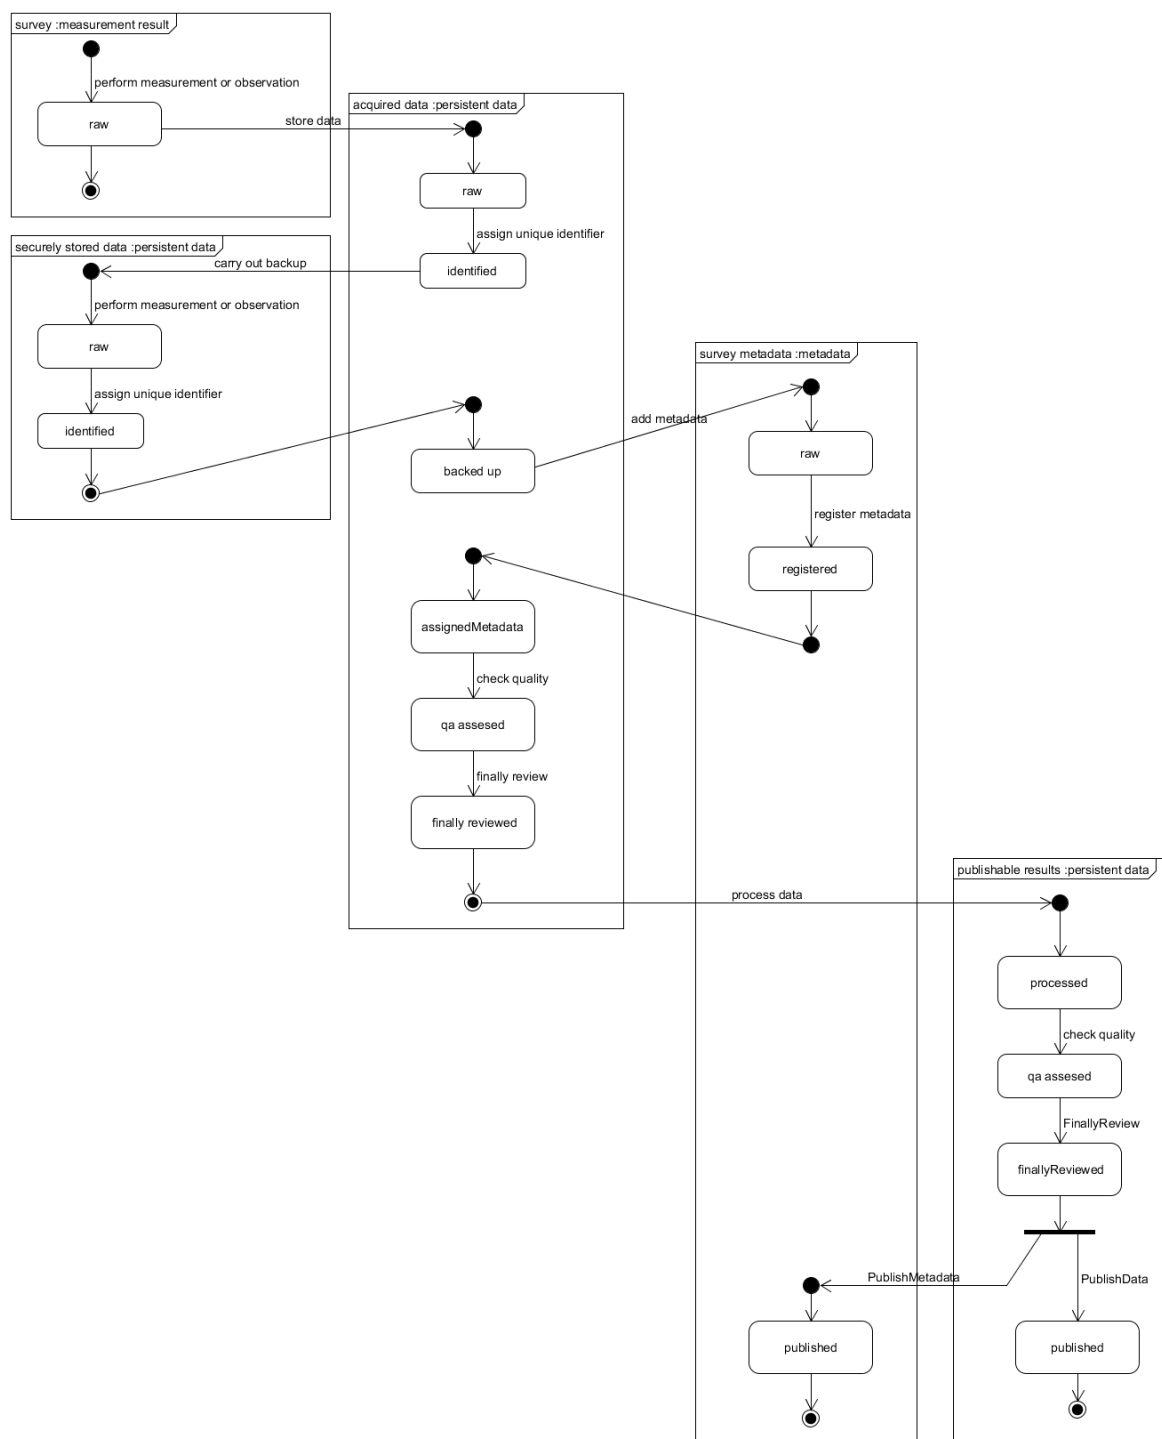 survey :measurement result
perform measurement or observation
raw
store data
acquired data :persistent data
raw
assign unique identifier
identified
carry out backup
securely stored data :persistent data
perform measurement or observation
raw
assign unique identifier
identified
backed up
add metadata
survey metadata :metadata
raw
register metadata
registered
assignedMetadata
check quality
qa assesed
finally review
finally reviewed
process data
publishable results :persistent data
processed
check quality
qa assesed
FinallyReview
finallyReviewed
PublishMetadata
PublishData
published
published